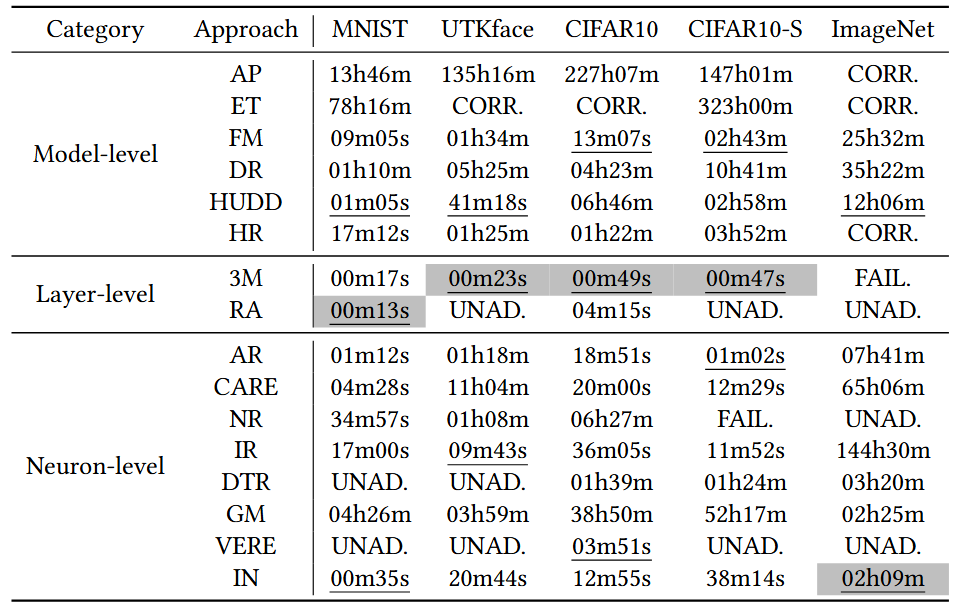 Category Approach MNIST UTKface CIFAR10 CIFAR10-S ImageNet
Model-level
AP 13h46m 135h16m 227h07m 147h01m CORR.
ET 78h16m CORR. CORR. 323h00m CORR.
FM 09m05s 01h34m 13m07s 02h43m 25h32m
DR 01h10m 05h25m 04h23m 10h41m 35h22m
HUDD 01m05s 41m18s 06h46m 02h58m 12h06m
HR 17m12s 01h25m 01h22m 03h52m CORR.
Layer-level
3M 00m17s 00m23s 00m49s 00m47s FAIL.
RA 00m13s UNAD. 04m15s UNAD. UNAD.
Neuron-level
AR 01m12s 01h18m 18m51s 01m02s 07h41m
CARE 04m28s 11h04m 20m00s 12m29s 65h06m
NR 34m57s 01h08m 06h27m FAIL. UNAD.
IR 17m00s 09m43s 36m05s 11m52s 144h30m
DTR UNAD. UNAD. 01h39m 01h24m 03h20m
GM 04h26m 03h59m 38h50m 52h17m 02h25m
VERE UNAD. UNAD. 03m51s UNAD. UNAD.
IN 00m35s 20m44s 12m55s 38m14s 02h09m